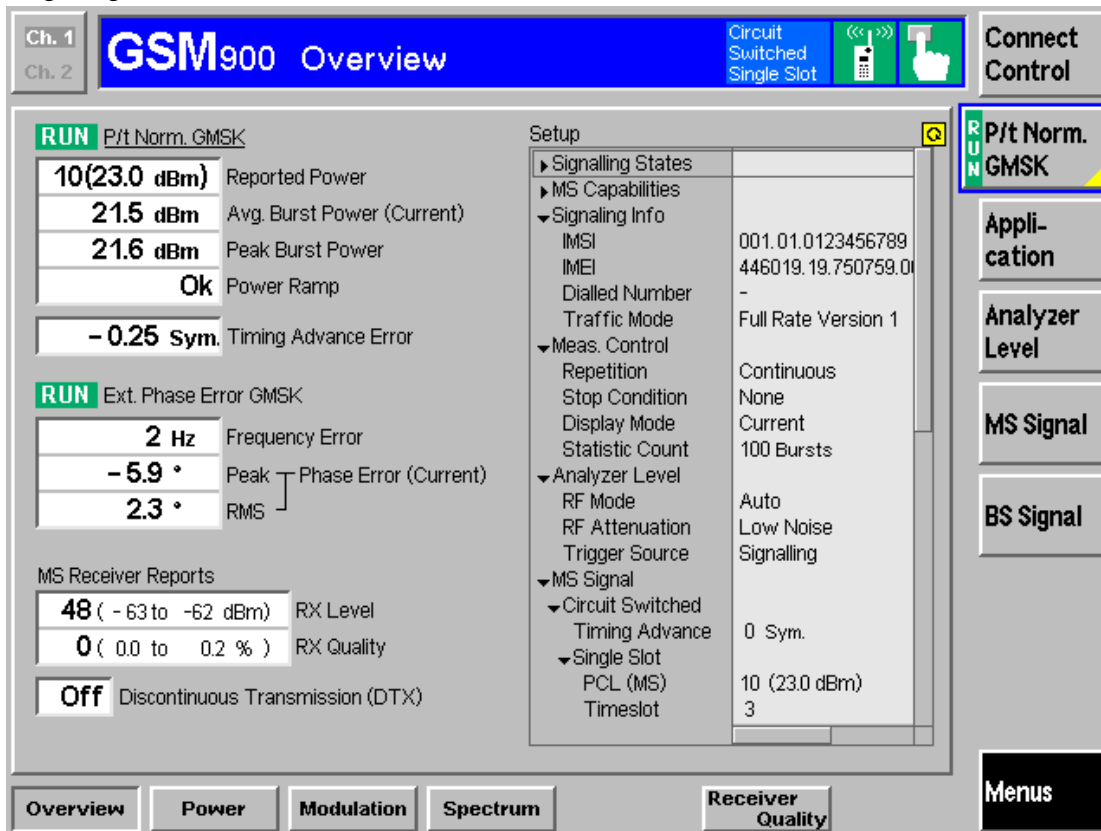 Ch. 1
Ch. 2
GSM900 Overview
Circuit
Switched
Single Slot
Connect
Control
RUN P/t Norm. GMSK
10(23.0 dBm) Reported Power
21.5 dBm Avg. Burst Power (Current)
21.6 dBm Peak Burst Power
Ok Power Ramp
- 0.25 Sym. Timing Advance Error
RUN Ext. Phase Error GMSK
2 Hz Frequency Error
- 5.9 ° Peak Phase Error (Current)
2.3 ° RMS
MS Receiver Reports
48 ( - 63 to -62 dBm) RX Level
0 ( 0.0 to 0.2 % ) RX Quality
Off Discontinuous Transmission (DTX)
Setup
Signalling States
MS Capabilities
Signaling Info
IMSI 001.01.0123456789
IMEI 446019.19.750759.0
Dialled Number -
Traffic Mode Full Rate Version 1
Meas. Control
Repetition Continuous
Stop Condition None
Display Mode Current
Statistic Count 100 Bursts
Analyzer Level
RF Mode Auto
RF Attenuation Low Noise
Trigger Source Signalling
MS Signal
Circuit Switched
Timing Advance 0 Sym.
Single Slot
PCL (MS) 10 (23.0 dBm)
Timeslot 3
RUN
P/t Norm.
GMSK
Appli-
cation
Analyzer
Level
MS Signal
BS Signal
Menus
Overview
Power
Modulation
Spectrum
Receiver
Quality